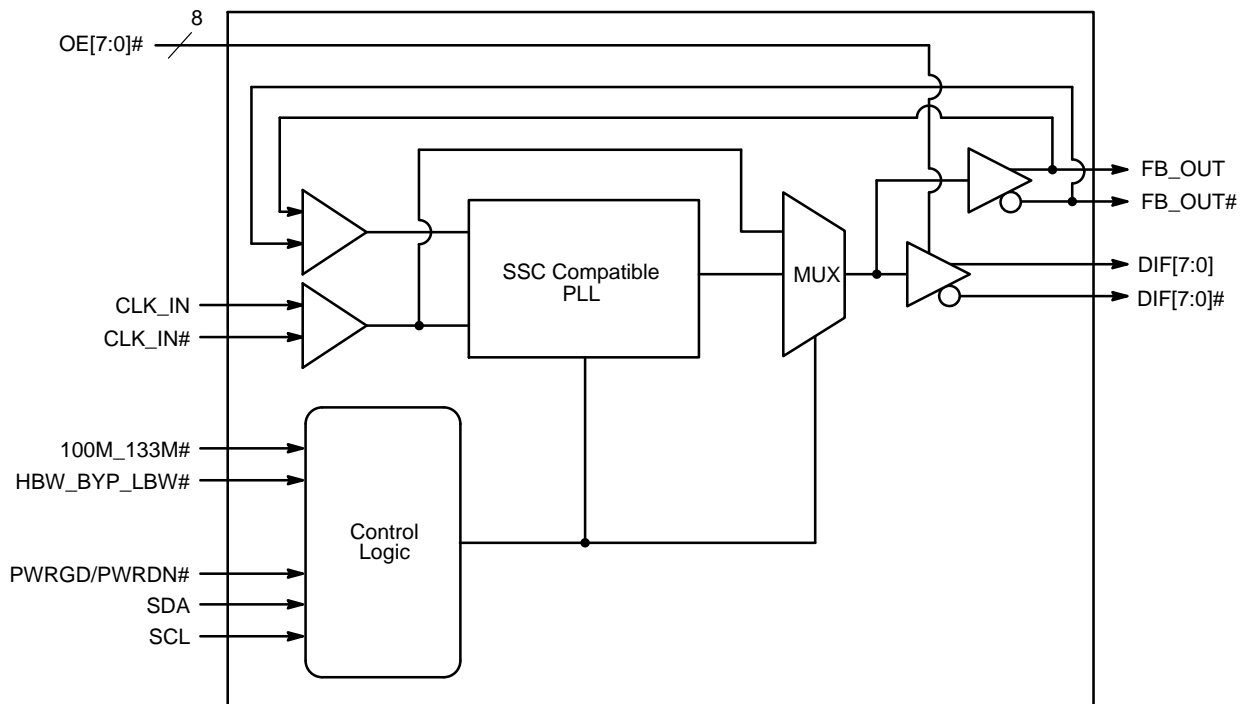 8
OE[7:0]#
FB_OUT
FB_OUT#
SSC Compatible
PLL
MUX
DIF[7:0]
DIF[7:0]#
CLK_IN
CLK_IN#
100M_133M#
HBW_BYP_LBW#
Control
Logic
PWRGD/PWRDN#
SDA
SCL